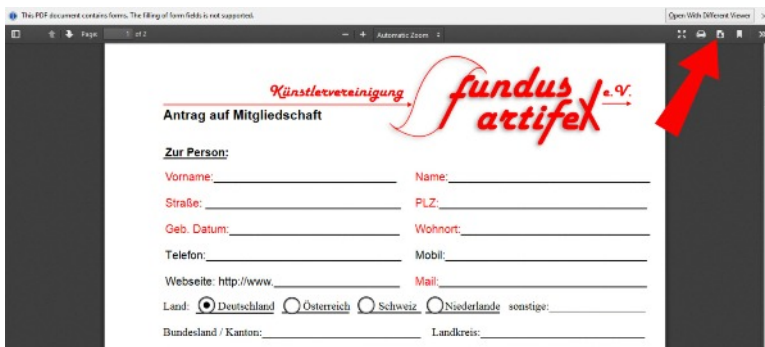 This PDF document contains forms. The filling of form fields is not supported.
Open With Different Viewer
Page: 1 of 2
Automatic Zoom
Künstlervereinigung fundus artifex e.V.
Antrag auf Mitgliedschaft
Zur Person:
Vorname: Name:
Straße: PLZ:
Geb. Datum: Wohnort:
Telefon: Mobil:
Webseite: http://www. Mail:
Land: Deutschland Österreich Schweiz Niederlande sonstige:
Bundesland / Kanton: Landkreis: